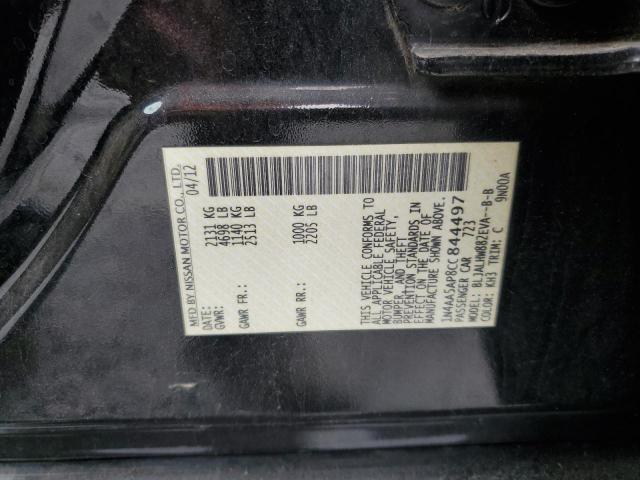 MFD BY NISSAN MOTOR CO., LTD.
DATE: 04/12
GVWR: 2131 KG
4698 LB
GAWR FR: 1140 KG
2513 LB
GAWR RR: 1000 KG
2205 LB
THIS VEHICLE CONFORMS TO
ALL APPLICABLE FEDERAL
MOTOR VEHICLE SAFETY,
BUMPER, AND THEFT
PREVENTION STANDARDS IN
EFFECT ON THE DATE OF
MANUFACTURE SHOWN ABOVE.
1N4AA5AP8CC844497
PASSENGER CAR 723
MODEL: BLJALHW882EVA--B-B
COLOR: KH3 TRIM: C 9N00A